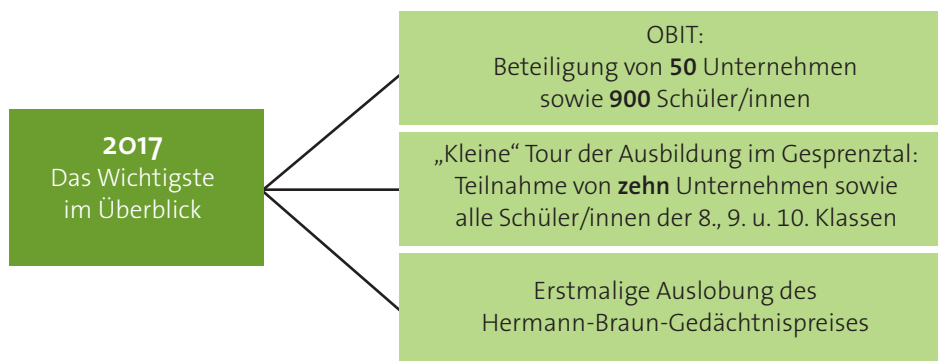 2017
Das Wichtigste
im Überblick
OBIT:
Beteiligung von 50 Unternehmen
sowie 900 Schüler/innen
„Kleine“ Tour der Ausbildung im Gesprenztal:
Teilnahme von zehn Unternehmen sowie
alle Schüler/innen der 8., 9. u. 10. Klassen
Erstmalige Auslobung des
Hermann-Braun-Gedächtnispreises